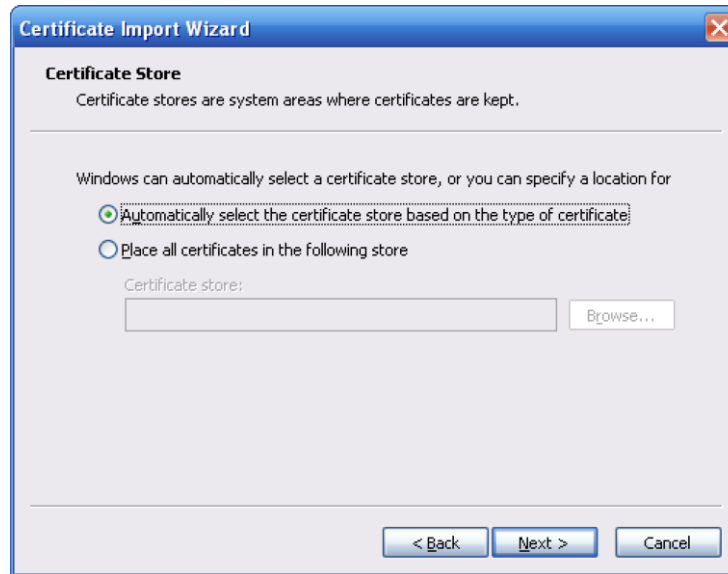 Certificate Import Wizard
Certificate Store
Certificate stores are system areas where certificates are kept.
Windows can automatically select a certificate store, or you can specify a location for
Automatically select the certificate store based on the type of certificate
Place all certificates in the following store
Certificate store:
Browse...
< Back Next > Cancel